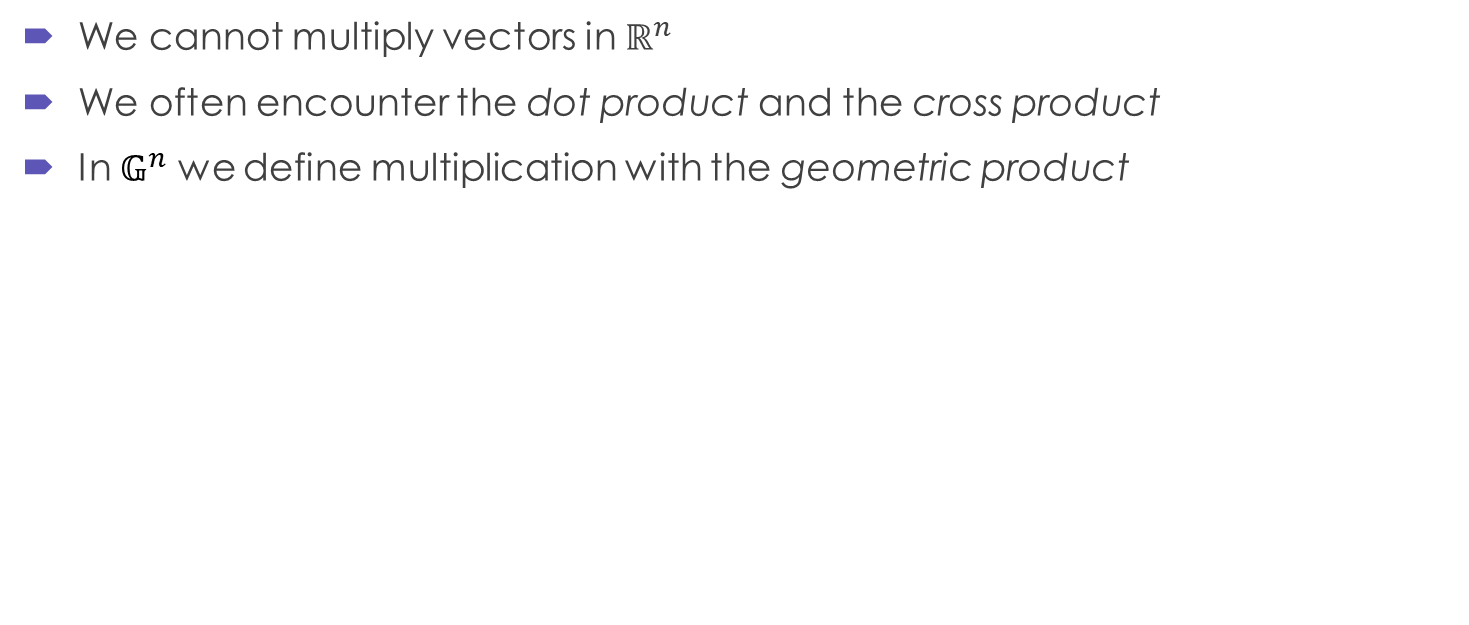 We cannot multiply vectors in ℝⁿ
We often encounter the dot product and the cross product
In 𝔾ⁿ we define multiplication with the geometric product